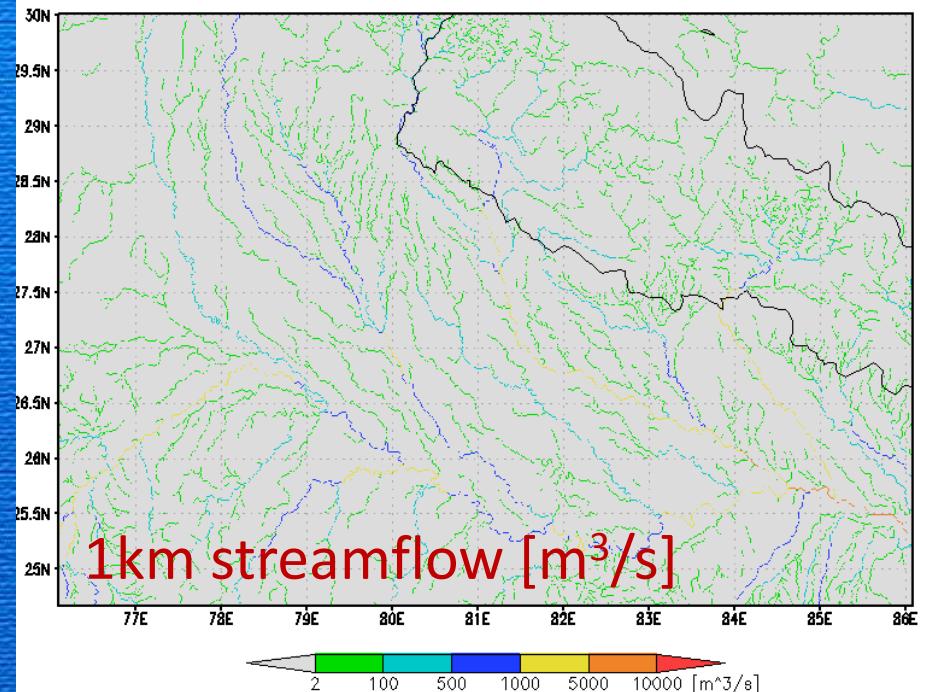 30N
29.5N
29N
28.5N
28N
27.5N
27N
26.5N
26N
25.5N
25N
1km streamflow [m³/s]
77E 78E 79E 80E 81E 82E 83E 84E 85E 86E
2 100 500 1000 5000 10000 [m^3/s]